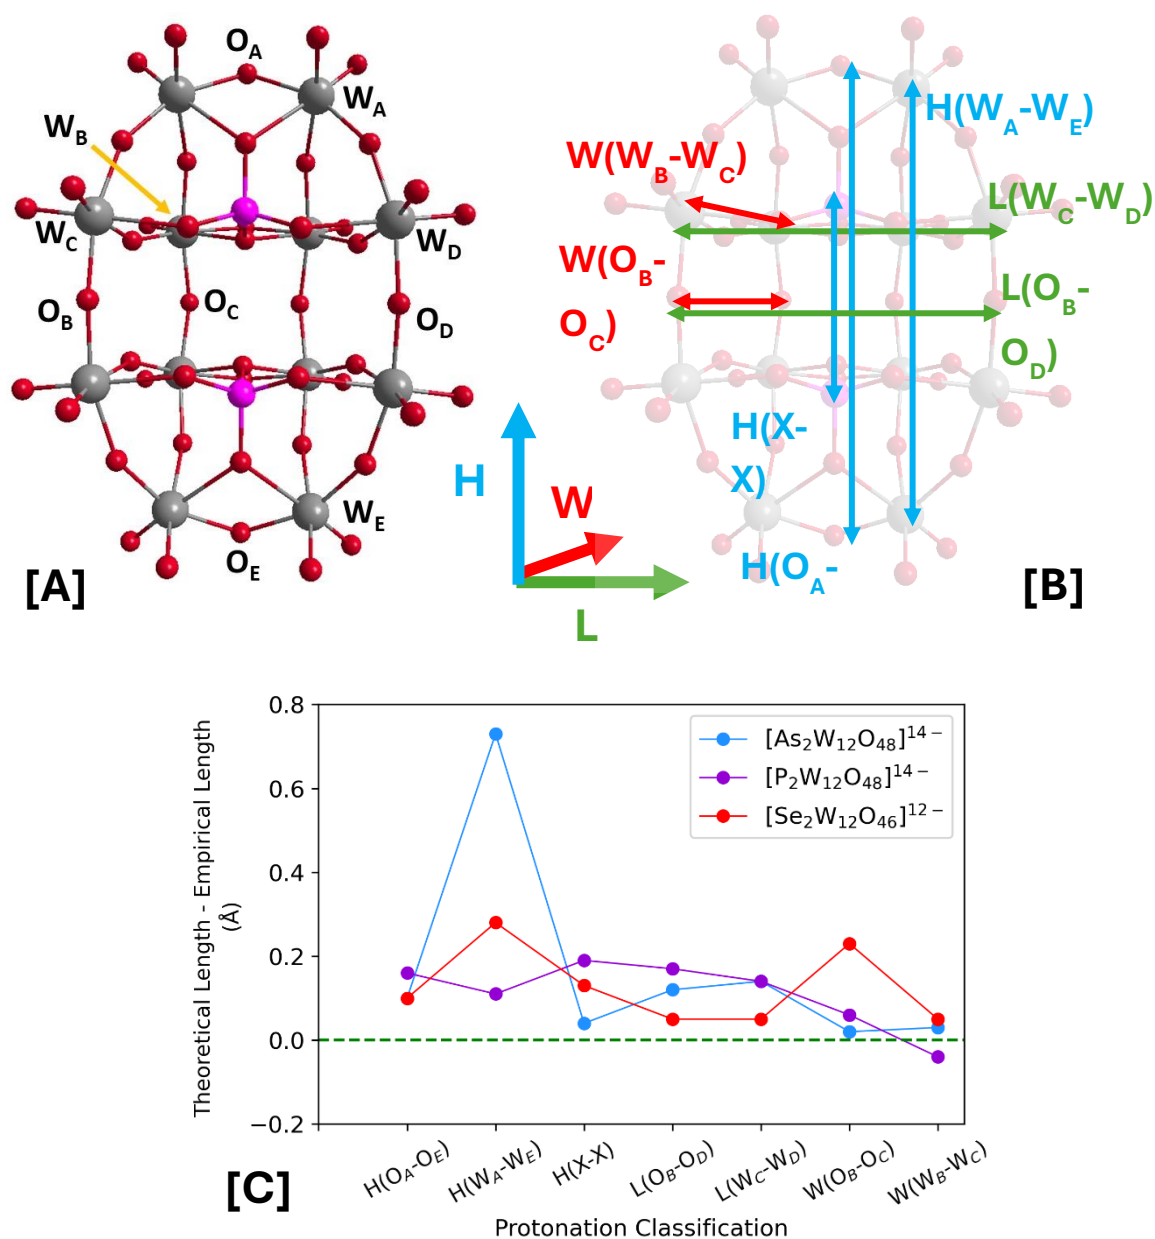 O_A
W_A
W_B
W_C
W_D
O_B
O_C
O_D
W_E
O_E
[A]
H(W_A-W_E)
W(W_B-W_C)
L(W_C-W_D)
W(O_B-
O_C)
L(O_B-
O_D)
H(X-
X)
H(O_A-
[B]
H
W
L
Theoretical Length - Empirical Length
(Å)
0.8
0.6
0.4
0.2
0.0
−0.2
[As₂W₁₂O₄₈]¹⁴⁻
[P₂W₁₂O₄₈]¹⁴⁻
[Se₂W₁₂O₄₆]¹²⁻
H(O_A-O_E)
H(W_A-W_E)
H(X-X)
L(O_B-O_D)
L(W_C-W_D)
W(O_B-O_C)
W(W_B-W_C)
Protonation Classification
[C]